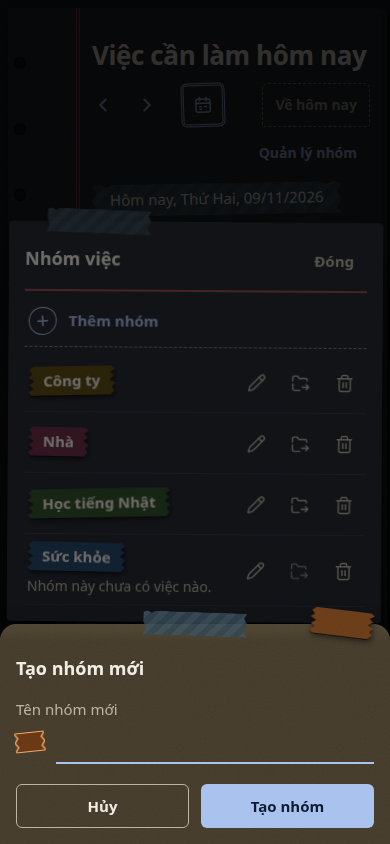 Việc cần làm hôm nay
Về hôm nay
Quản lý nhóm
Hôm nay, Thứ Hai, 09/11/2026
Nhóm việc
Đóng
Thêm nhóm
Công ty
Nhà
Học tiếng Nhật
Sức khỏe
Nhóm này chưa có việc nào.
Tạo nhóm mới
Tên nhóm mới
Hủy
Tạo nhóm